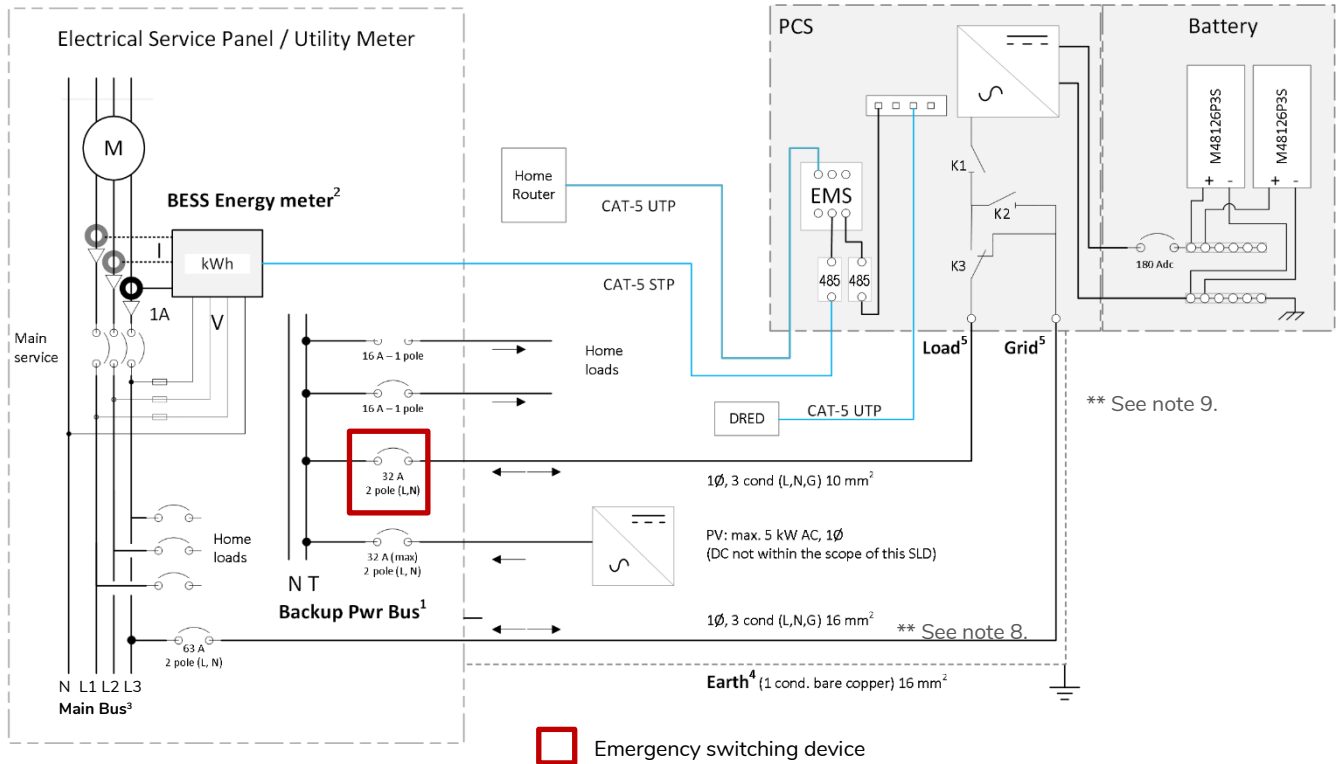 Electrical Service Panel / Utility Meter
PCS
Battery
M
BESS Energy meter²
I
kWh
1A
V
Main
service
Home
Router
CAT-5 UTP
CAT-5 STP
EMS
485
485
K1
K2
K3
M48126P3S
M48126P3S
+ -
+ -
180 Adc
16 A – 1 pole
16 A – 1 pole
Home
loads
Load⁵
Grid⁵
DRED
CAT-5 UTP
** See note 9.
32 A
2 pole (L,N)
1Ø, 3 cond (L,N,G) 10 mm²
Home
loads
32 A (max)
2 pole (L, N)
PV: max. 5 kW AC, 1Ø
(DC not within the scope of this SLD)
N T
Backup Pwr Bus¹
1Ø, 3 cond (L,N,G) 16 mm²
** See note 8.
63 A
2 pole (L, N)
N L1 L2 L3
Main Bus³
Earth⁴ (1 cond. bare copper) 16 mm²
Emergency switching device